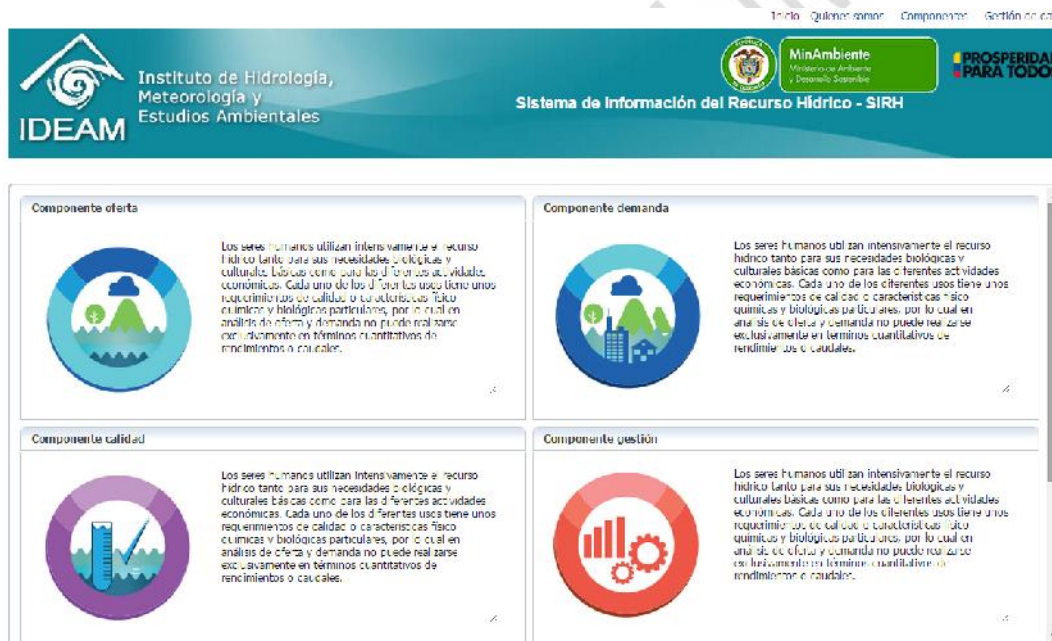 Inicio Quienes somos Componentes Gestión de
IDEAM
Instituto de Hidrología,
Meteorología y
Estudios Ambientales
MinAmbiente
Ministerio de Ambiente
y Desarrollo Sostenible
PROSPERIDAD
PARA TODO
Sistema de Información del Recurso Hídrico - SIRH
Componente oferta
Los seres humanos utilizan intensivamente el recurso
hídrico tanto para sus necesidades biológicas y
culturales básicas como para las diferentes actividades
económicas. Cada uno de los diferentes usos tiene unos
requerimientos de calidad o características físico
químicas y biológicas particulares, por lo cual en
análisis de oferta y demanda no puede realizarse
exclusivamente en términos cuantitativos de
rendimientos o caudales.
Componente demanda
Los seres humanos utilizan intensivamente el recurso
hídrico tanto para sus necesidades biológicas y
culturales básicas como para las diferentes actividades
económicas. Cada uno de los diferentes usos tiene unos
requerimientos de calidad o características físico
químicas y biológicas particulares, por lo cual en
análisis de oferta y demanda no puede realizarse
exclusivamente en términos cuantitativos de
rendimientos o caudales.
Componente calidad
Los seres humanos utilizan intensivamente el recurso
hídrico tanto para sus necesidades biológicas y
culturales básicas como para las diferentes actividades
económicas. Cada uno de los diferentes usos tiene unos
requerimientos de calidad o características físico
químicas y biológicas particulares, por lo cual en
análisis de oferta y demanda no puede realizarse
exclusivamente en términos cuantitativos de
rendimientos o caudales.
Componente gestión
Los seres humanos utilizan intensivamente el recurso
hídrico tanto para sus necesidades biológicas y
culturales básicas como para las diferentes actividades
económicas. Cada uno de los diferentes usos tiene unos
requerimientos de calidad o características físico
químicas y biológicas particulares, por lo cual en
análisis de oferta y demanda no puede realizarse
exclusivamente en términos cuantitativos de
rendimientos o caudales.